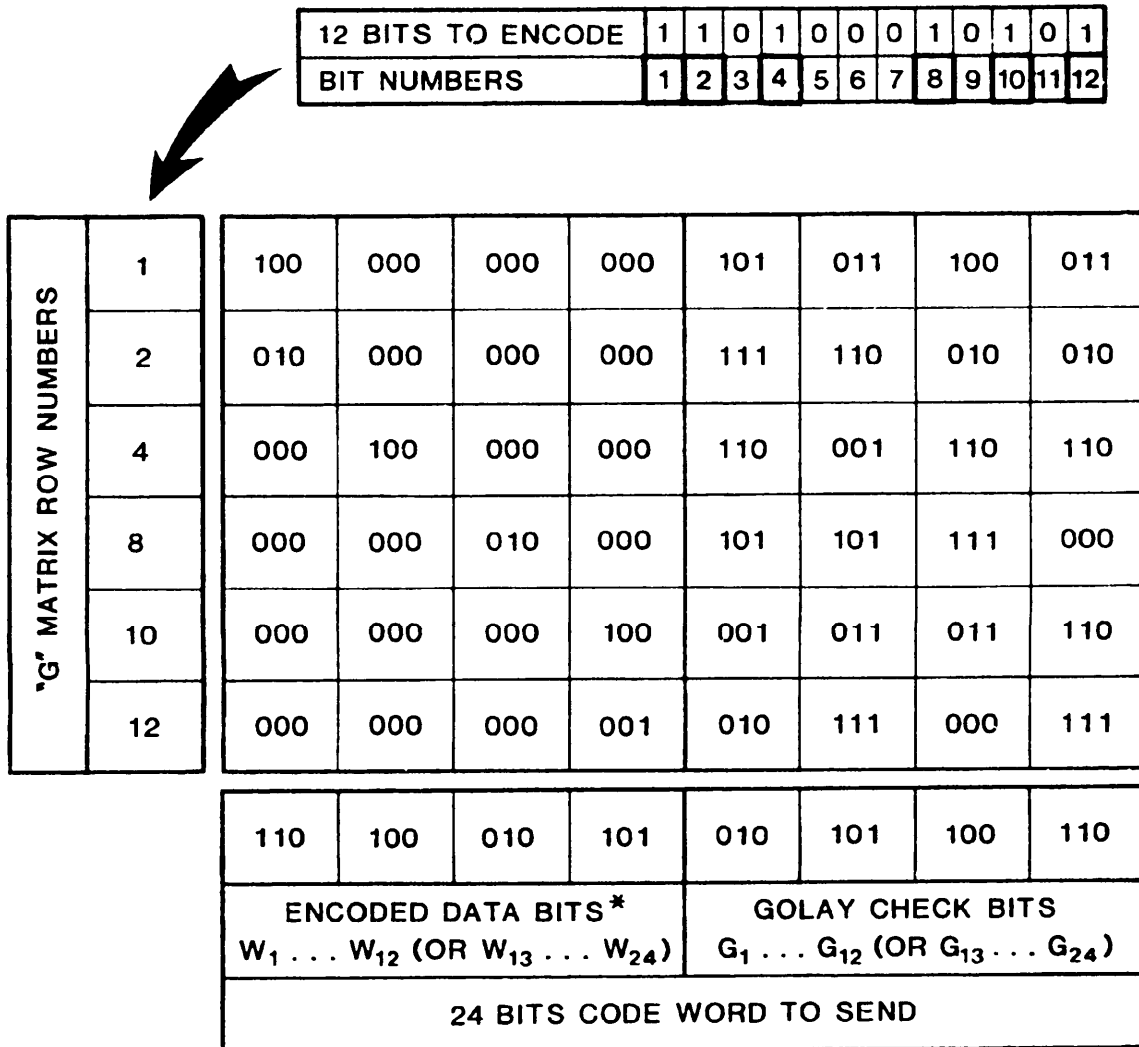 12 BITS TO ENCODE 1 1 0 1 0 0 0 1 0 1 0 1
BIT NUMBERS 1 2 3 4 5 6 7 8 9 10 11 12
"G" MATRIX ROW NUMBERS
1 100 000 000 000 101 011 100 011
2 010 000 000 000 111 110 010 010
4 000 100 000 000 110 001 110 110
8 000 000 010 000 101 101 111 000
10 000 000 000 100 001 011 011 110
12 000 000 000 001 010 111 000 111
110 100 010 101 010 101 100 110
ENCODED DATA BITS* GOLAY CHECK BITS
W₁ . . . W₁₂ (OR W₁₃ . . . W₂₄) G₁ . . . G₁₂ (OR G₁₃ . . . G₂₄)
24 BITS CODE WORD TO SEND